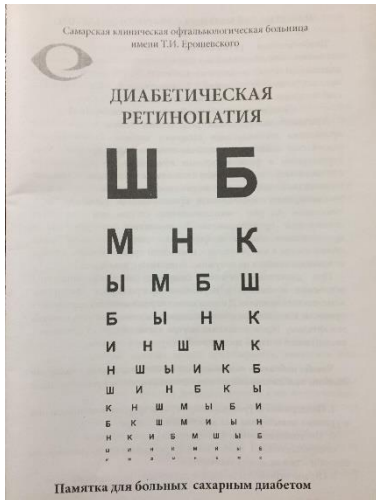 Самарская клиническая офтальмологическая больница
имени Т.И. Ерошевского
ДИАБЕТИЧЕСКАЯ
РЕТИНОПАТИЯ
Ш Б
М Н К
Ы М Б Ш
Б Ы Н К
И Н Ш М К
Н Ш Ы И К Б
Ш И Н Б К Ы
К Н Ш М Ы Б И
Б К Ш М И Ы Н
Н К И Б М Ш Ы Б
Памятка для больных сахарным диабетом